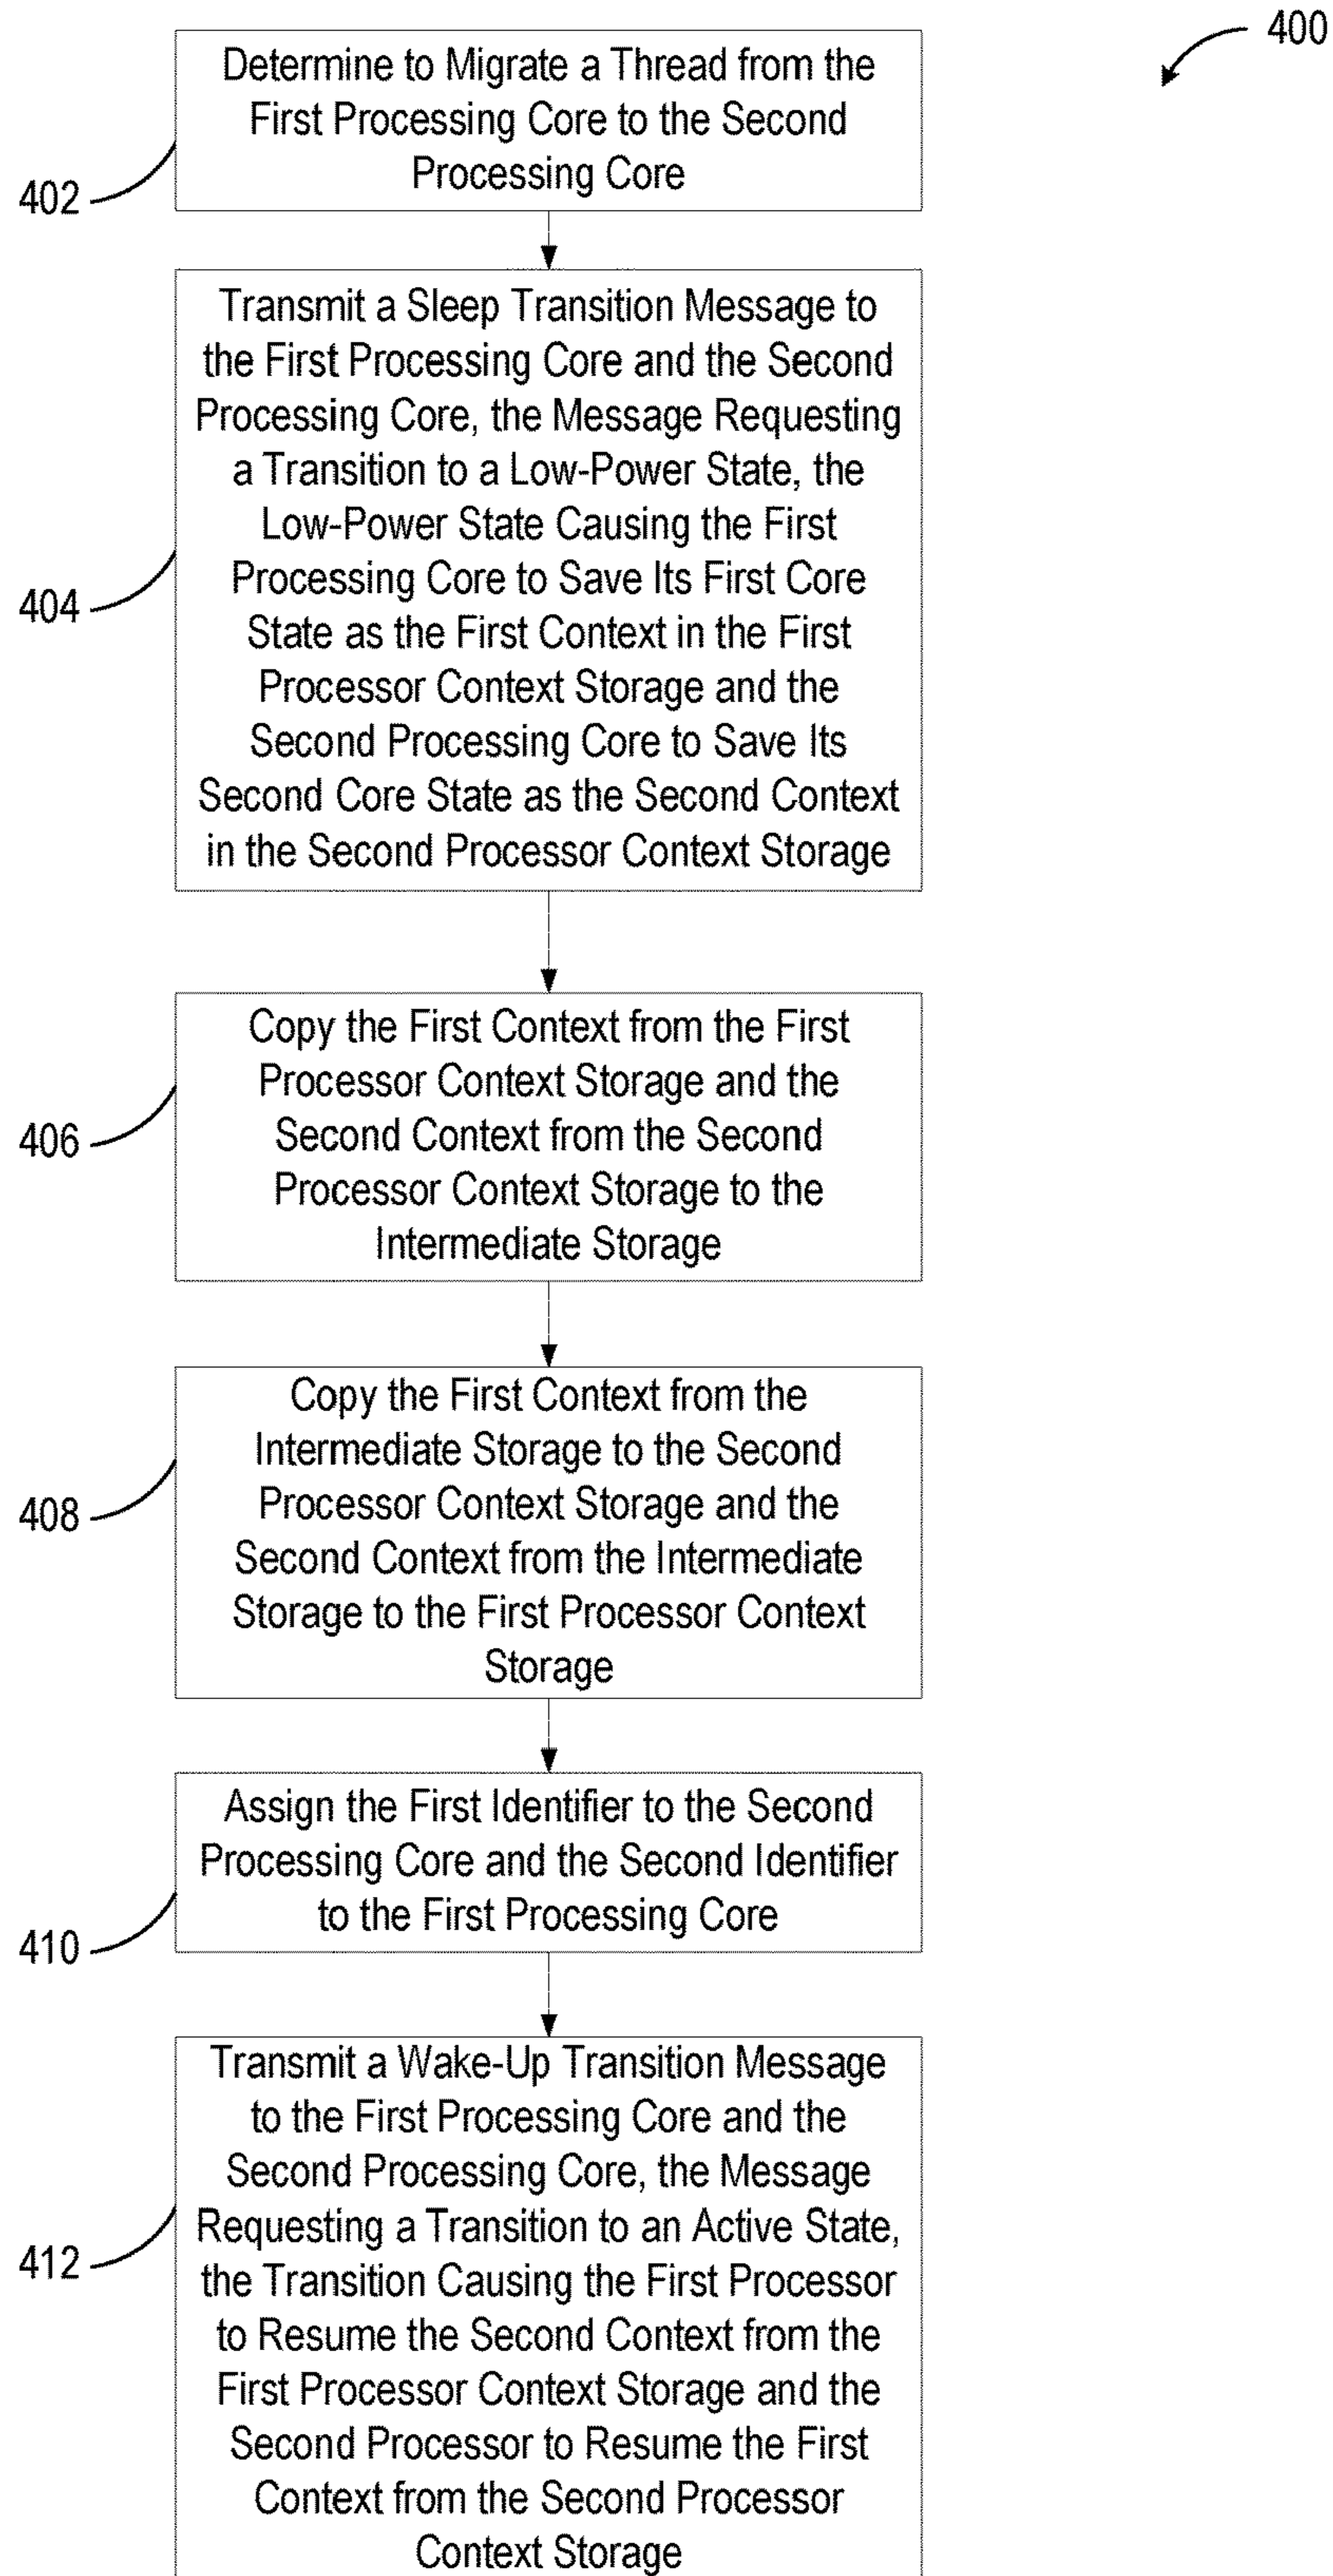 400
Determine to Migrate a Thread from the
First Processing Core to the Second
Processing Core
402
Transmit a Sleep Transition Message to
the First Processing Core and the Second
Processing Core, the Message Requesting
a Transition to a Low-Power State, the
Low-Power State Causing the First
Processing Core to Save Its First Core
State as the First Context in the First
Processor Context Storage and the
Second Processing Core to Save Its
Second Core State as the Second Context
in the Second Processor Context Storage
404
Copy the First Context from the First
Processor Context Storage and the
Second Context from the Second
Processor Context Storage to the
Intermediate Storage
406
Copy the First Context from the
Intermediate Storage to the Second
Processor Context Storage and the
Second Context from the Intermediate
Storage to the First Processor Context
Storage
408
Assign the First Identifier to the Second
Processing Core and the Second Identifier
to the First Processing Core
410
Transmit a Wake-Up Transition Message
to the First Processing Core and the
Second Processing Core, the Message
Requesting a Transition to an Active State,
the Transition Causing the First Processor
to Resume the Second Context from the
First Processor Context Storage and the
Second Processor to Resume the First
Context from the Second Processor
Context Storage
412